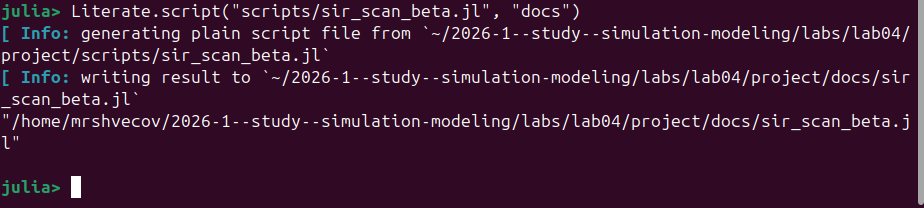 julia> Literate.script("scripts/sir_scan_beta.jl", "docs")
[ Info: generating plain script file from `~/2026-1--study--simulation-modeling/labs/lab04/
project/scripts/sir_scan_beta.jl`
[ Info: writing result to `~/2026-1--study--simulation-modeling/labs/lab04/project/docs/sir
_scan_beta.jl`
"/home/mrshvecov/2026-1--study--simulation-modeling/labs/lab04/project/docs/sir_scan_beta.j
l"
julia>